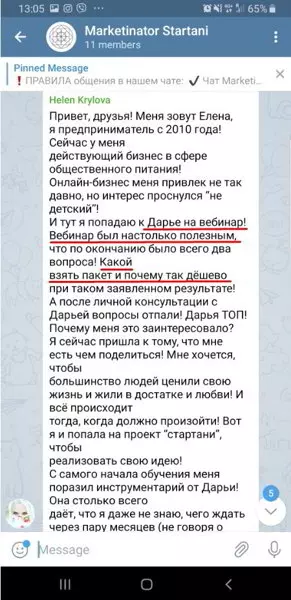 13:05
65%
Marketinator Startani
11 members
Pinned Message
❗ ПРАВИЛА общения в нашем чате: ✔ Чат Marketi...
Helen Krylova
Привет, друзья! Меня зовут Елена,
я предприниматель с 2010 года!
Сейчас у меня
действующий бизнес в сфере
общественного питания!
Онлайн-бизнес меня привлек не так
давно, но интерес проснулся “не
детский”!
И тут я попадаю к Дарье на вебинар!
Вебинар был настолько полезным,
что по окончанию было всего два
вопроса! Какой
взять пакет и почему так дёшево
при таком заявленном результате!
А после личной консультации с
Дарьей вопросы отпали! Дарья ТОП!
Почему меня это заинтересовало?
Я сейчас пришла к тому, что мне
есть чем поделиться! Мне хочется,
чтобы
большинство людей ценили свою
жизнь и жили в достатке и любви! И
всё происходит
тогда, когда должно произойти! Вот
я и попала на проект “стартани”,
чтобы
реализовать свою идею!
С самого начала обучения меня
поразил инструментарий от Дарьи!
Она столько всего
даёт, что я даже не знаю, чего ждать
через пару месяцев (не говоря о
5
Message